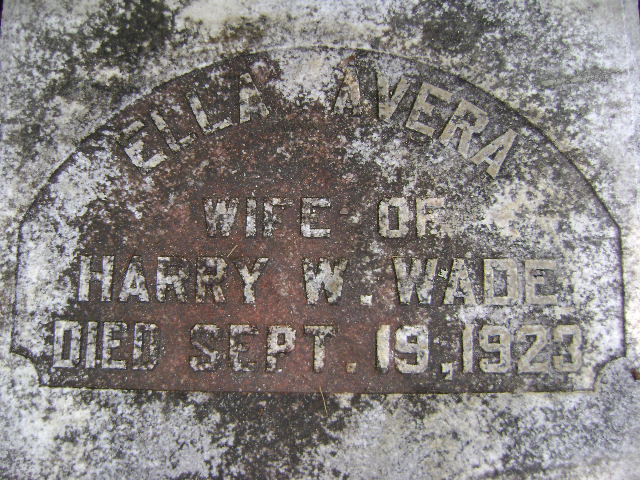 ELLA AVERA
WIFE OF
HARRY W. WADE
DIED SEPT. 19, 1923